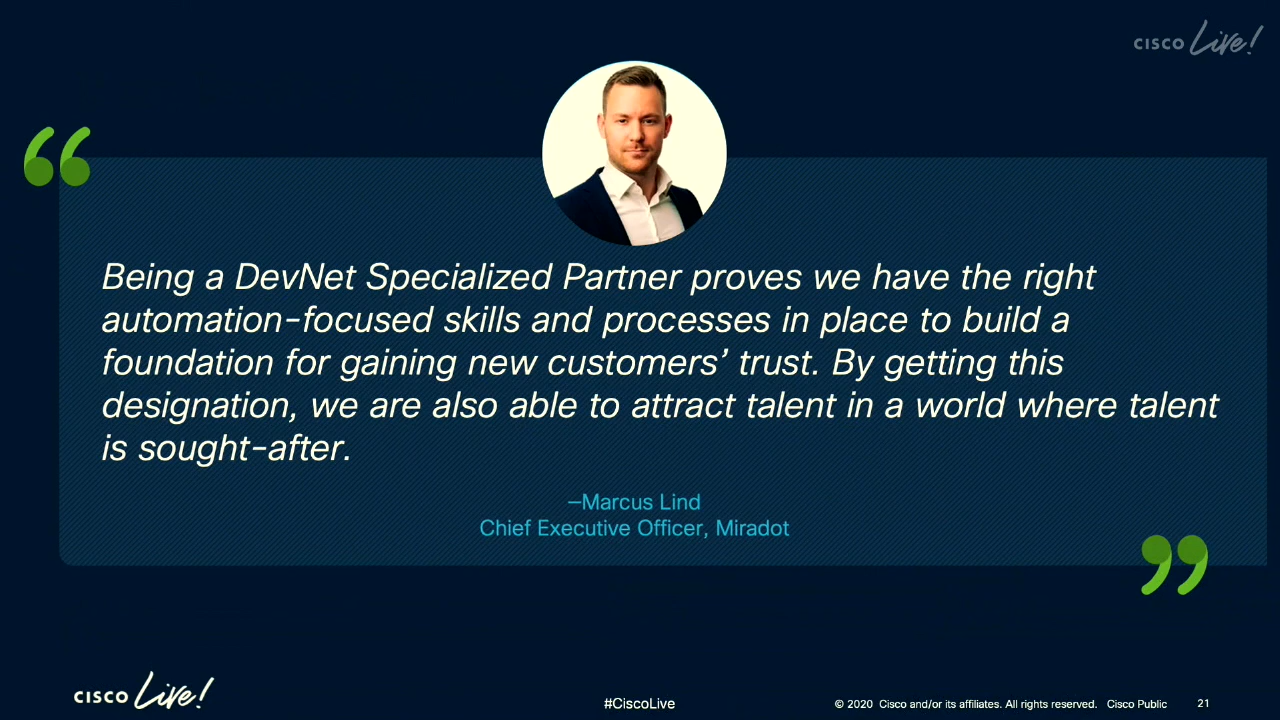 CISCO Live!
Being a DevNet Specialized Partner proves we have the right
automation-focused skills and processes in place to build a
foundation for gaining new customers’ trust. By getting this
designation, we are also able to attract talent in a world where talent
is sought-after.
–Marcus Lind
Chief Executive Officer, Miradot
CISCO Live!
#CiscoLive
© 2020 Cisco and/or its affiliates. All rights reserved. Cisco Public
21